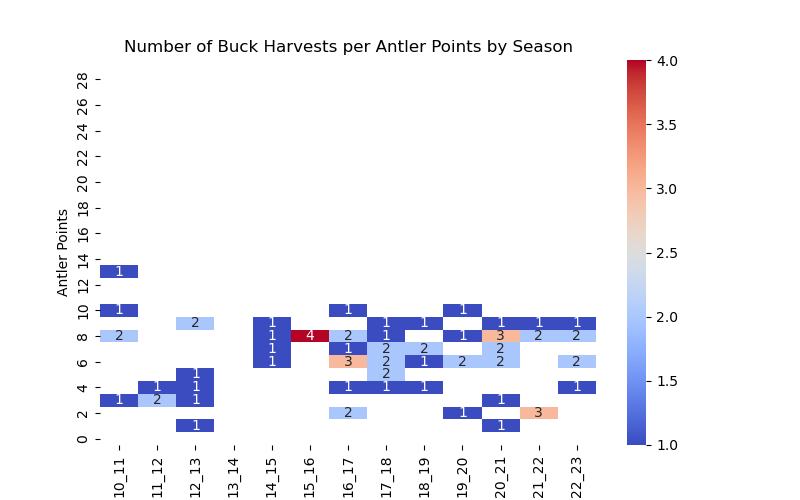 Number of Buck Harvests per Antler Points by Season
Antler Points
28
26
24
22
20
18
16
14
1
12
10 1 1 1
2 1 1 1 1 1 1
8 2 1 4 2 1 1 3 2 2
1 1 2 2 2
6 1 3 2 1 2 2 2
1 2
4 1 1 1 1 1 1
1 2 1 1
2 2 1 3
1 1
0
10_11 11_12 12_13 13_14 14_15 15_16 16_17 17_18 18_19 19_20 20_21 21_22 22_23
4.0
3.5
3.0
2.5
2.0
1.5
1.0